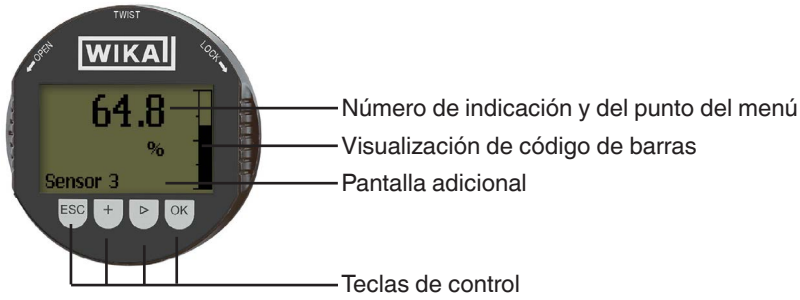 TWIST
OPEN
LOCK
WIKAI
64.8
%
Sensor 3
ESC + ▷ OK
Número de indicación y del punto del menú
Visualización de código de barras
Pantalla adicional
Teclas de control